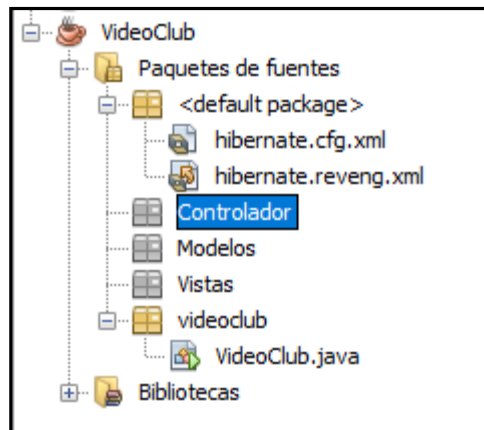 VideoClub
Paquetes de fuentes
<default package>
hibernate.cfg.xml
hibernate.reveng.xml
Controlador
Modelos
Vistas
videoclub
VideoClub.java
Bibliotecas